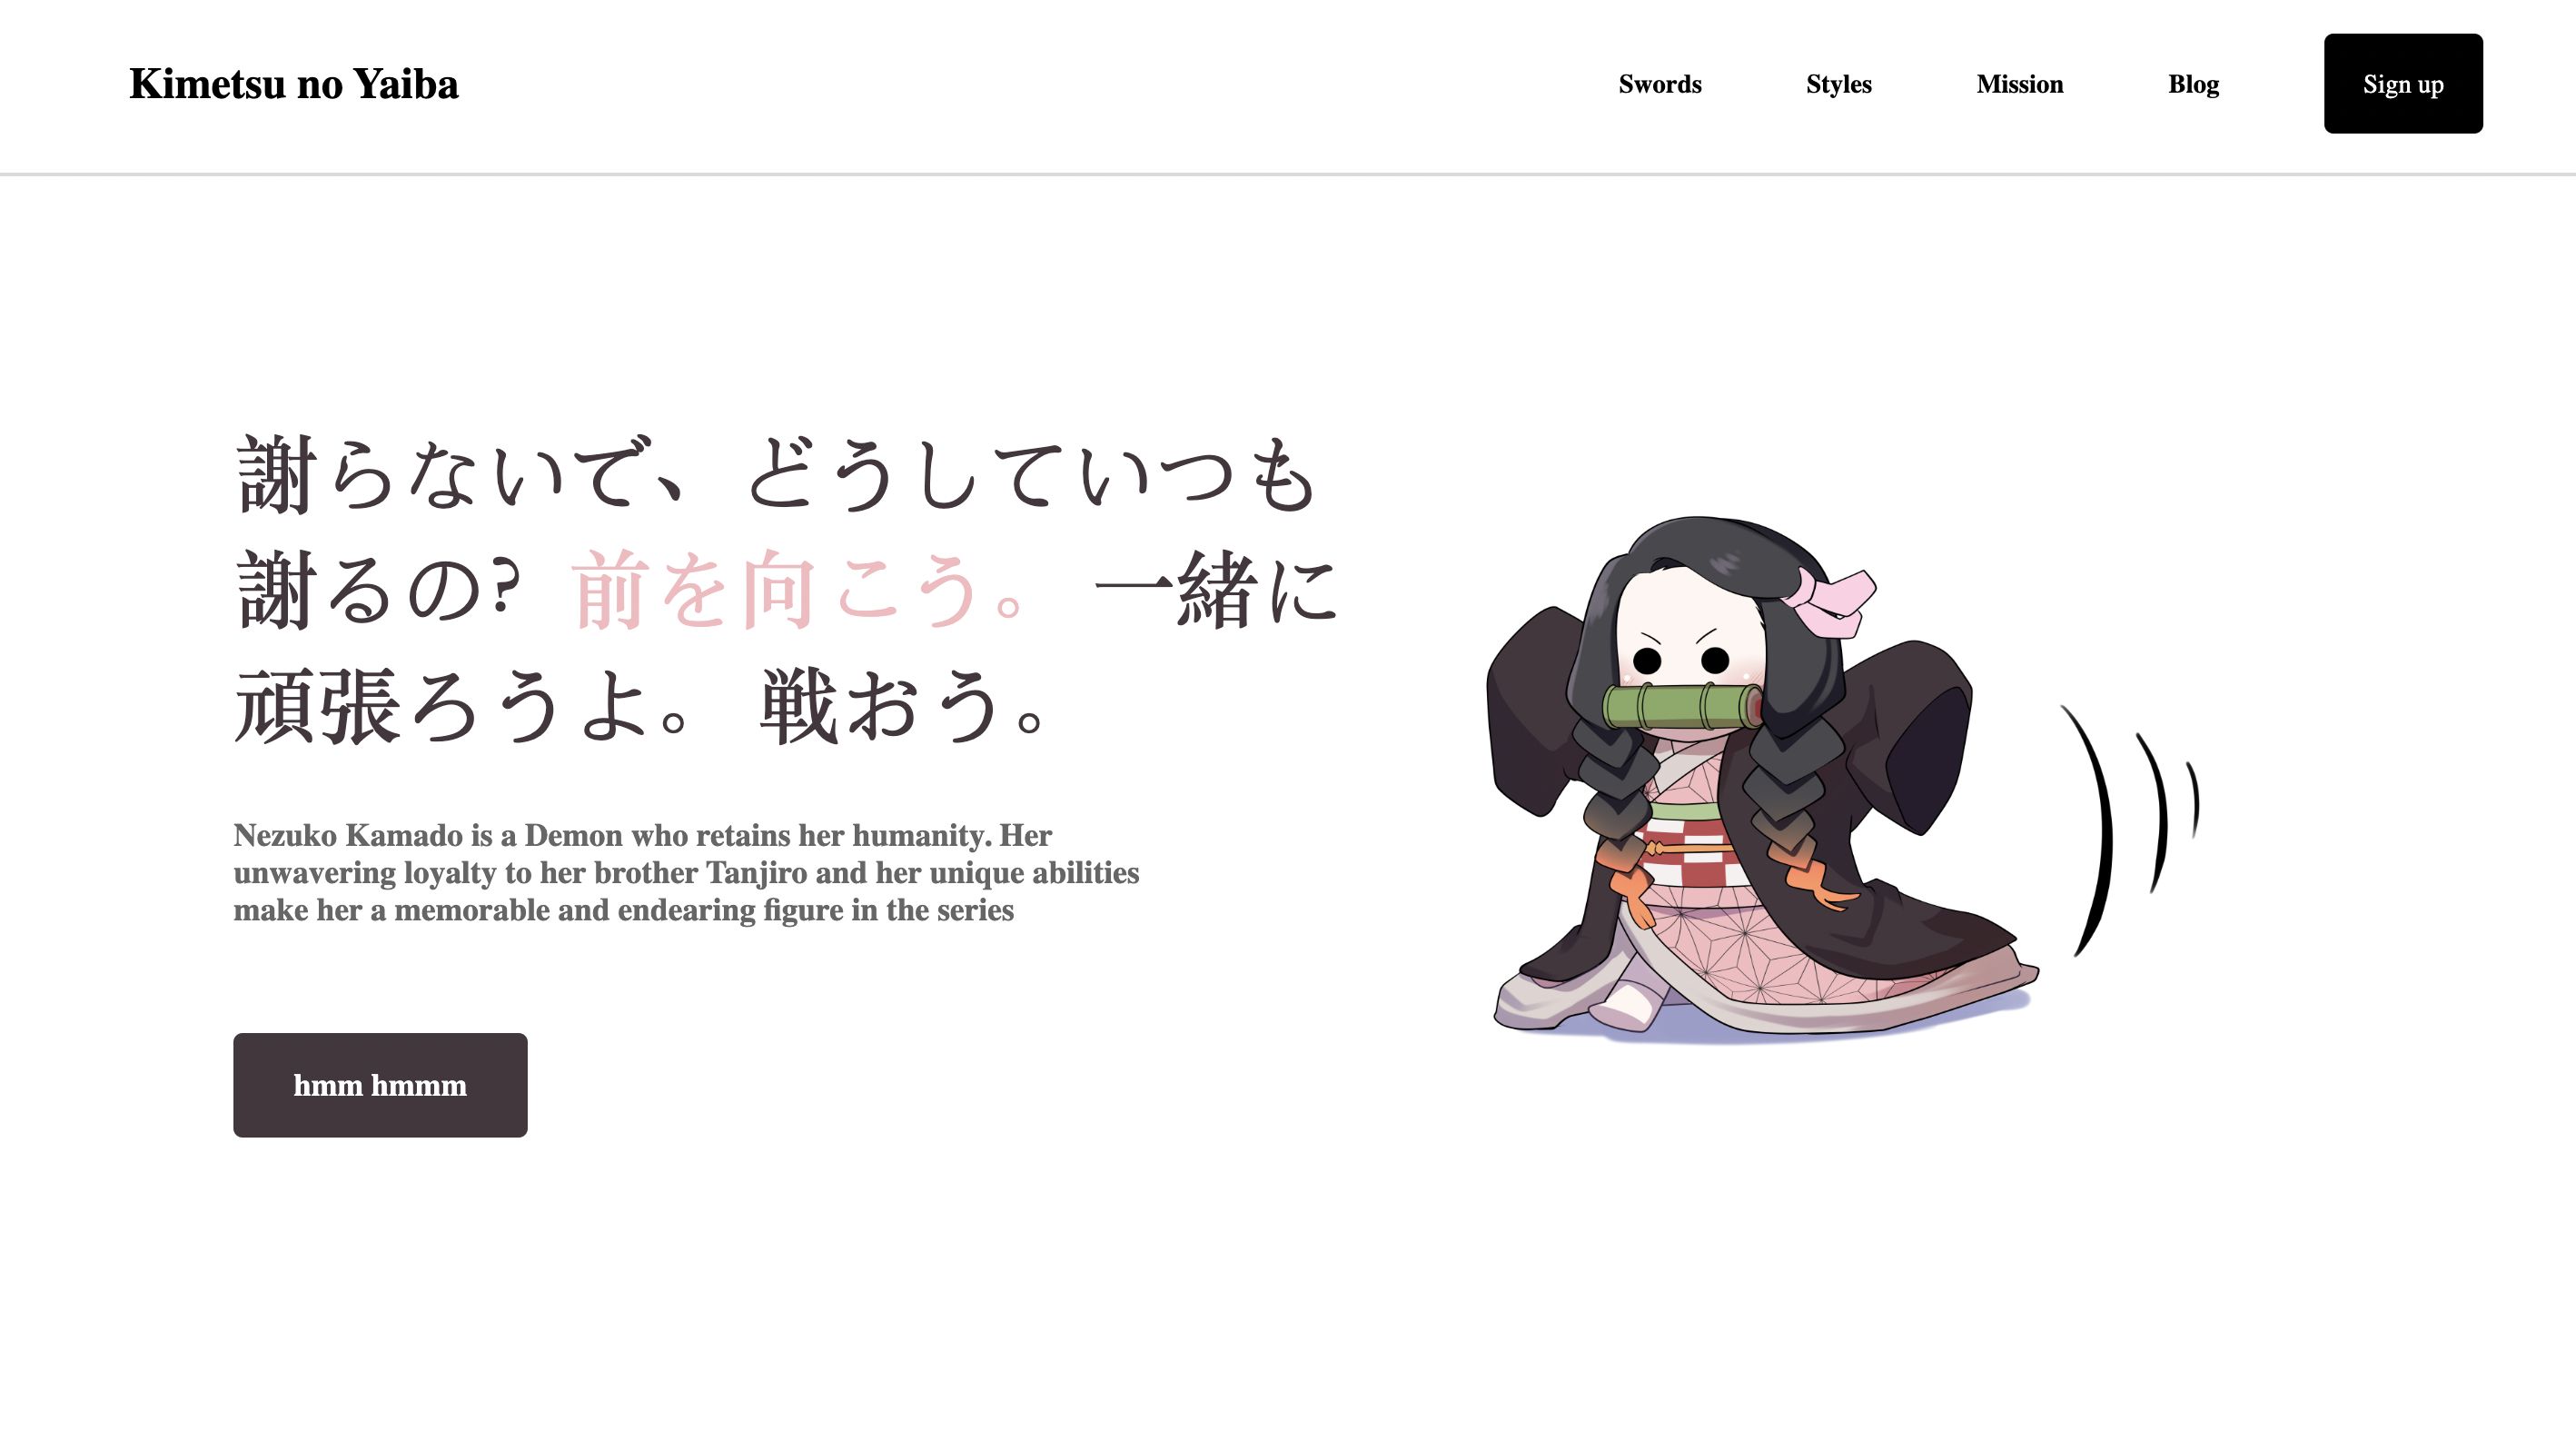 Kimetsu no Yaiba
Swords Styles Mission Blog Sign up
謝らないで、どうしていつも
謝るの? 前を向こう。一緒に
頑張ろうよ。 戦おう。
Nezuko Kamado is a Demon who retains her humanity. Her
unwavering loyalty to her brother Tanjiro and her unique abilities
make her a memorable and endearing figure in the series
hmm hmmm